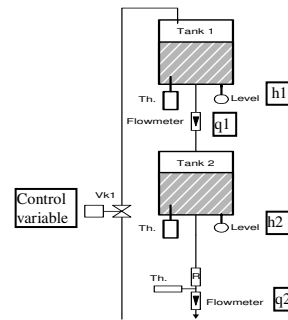 Tank 1
Th.
Level
h1
Flowmeter
q1
Tank 2
Control
variable
Vk1
Th.
Level
h2
R
Th.
Flowmeter
q2